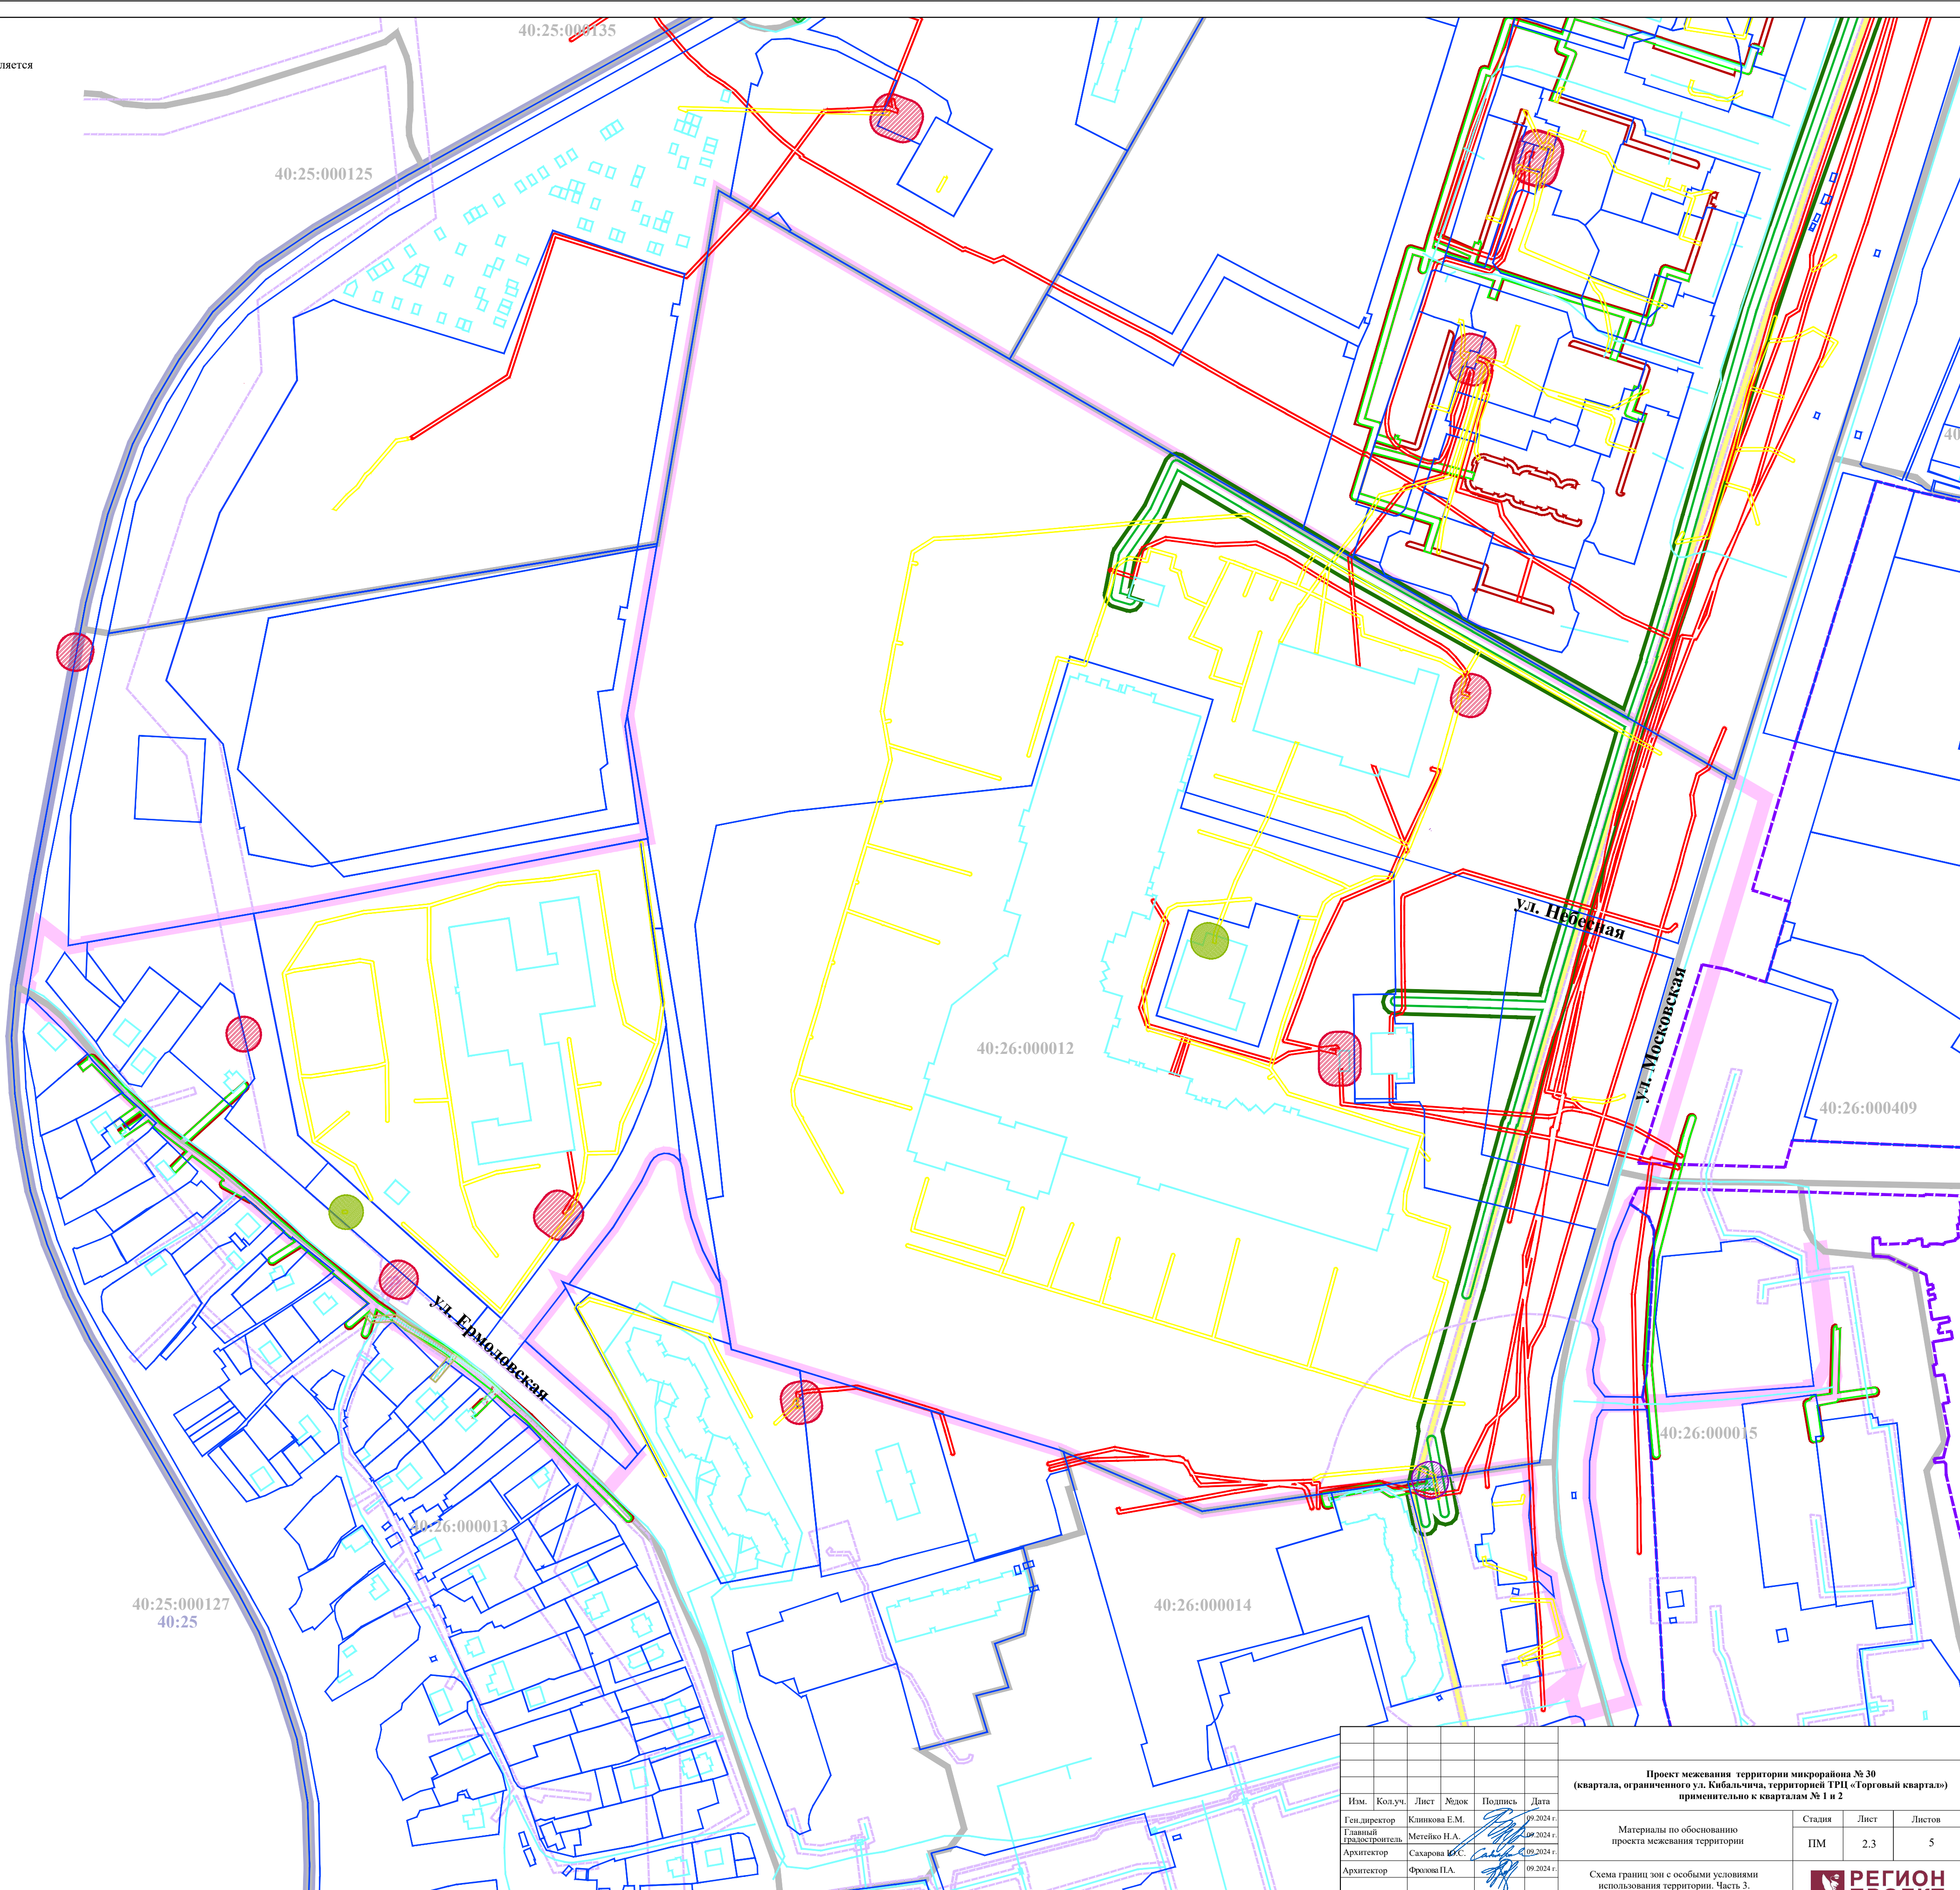 ляется
40:25:000135
40:25:000125
40
ул. Небесная
ул. Московская
40:26:000012
40:26:000409
ул. Ермоловская
40:26:000015
40:26:000013
40:25:000127
40:25
40:26:000014
Проект межевания территории микрорайона № 30
(квартала, ограниченного ул. Кибальчича, территорией ТРЦ «Торговый квартал»)
применительно к кварталам № 1 и 2
Изм. Кол.уч. Лист №док Подпись Дата
Ген.директор Клинкова Е.М. 09.2024 г.
Главный градостроитель Метейко Н.А. 09.2024 г.
Архитектор Сахарова Ю.С. 09.2024 г.
Архитектор Фролова П.А. 09.2024 г.
Материалы по обоснованию
проекта межевания территории
Стадия Лист Листов
ПМ 2.3 5
Схема границ зон с особыми условиями
использования территории. Часть 3.
РЕГИОН